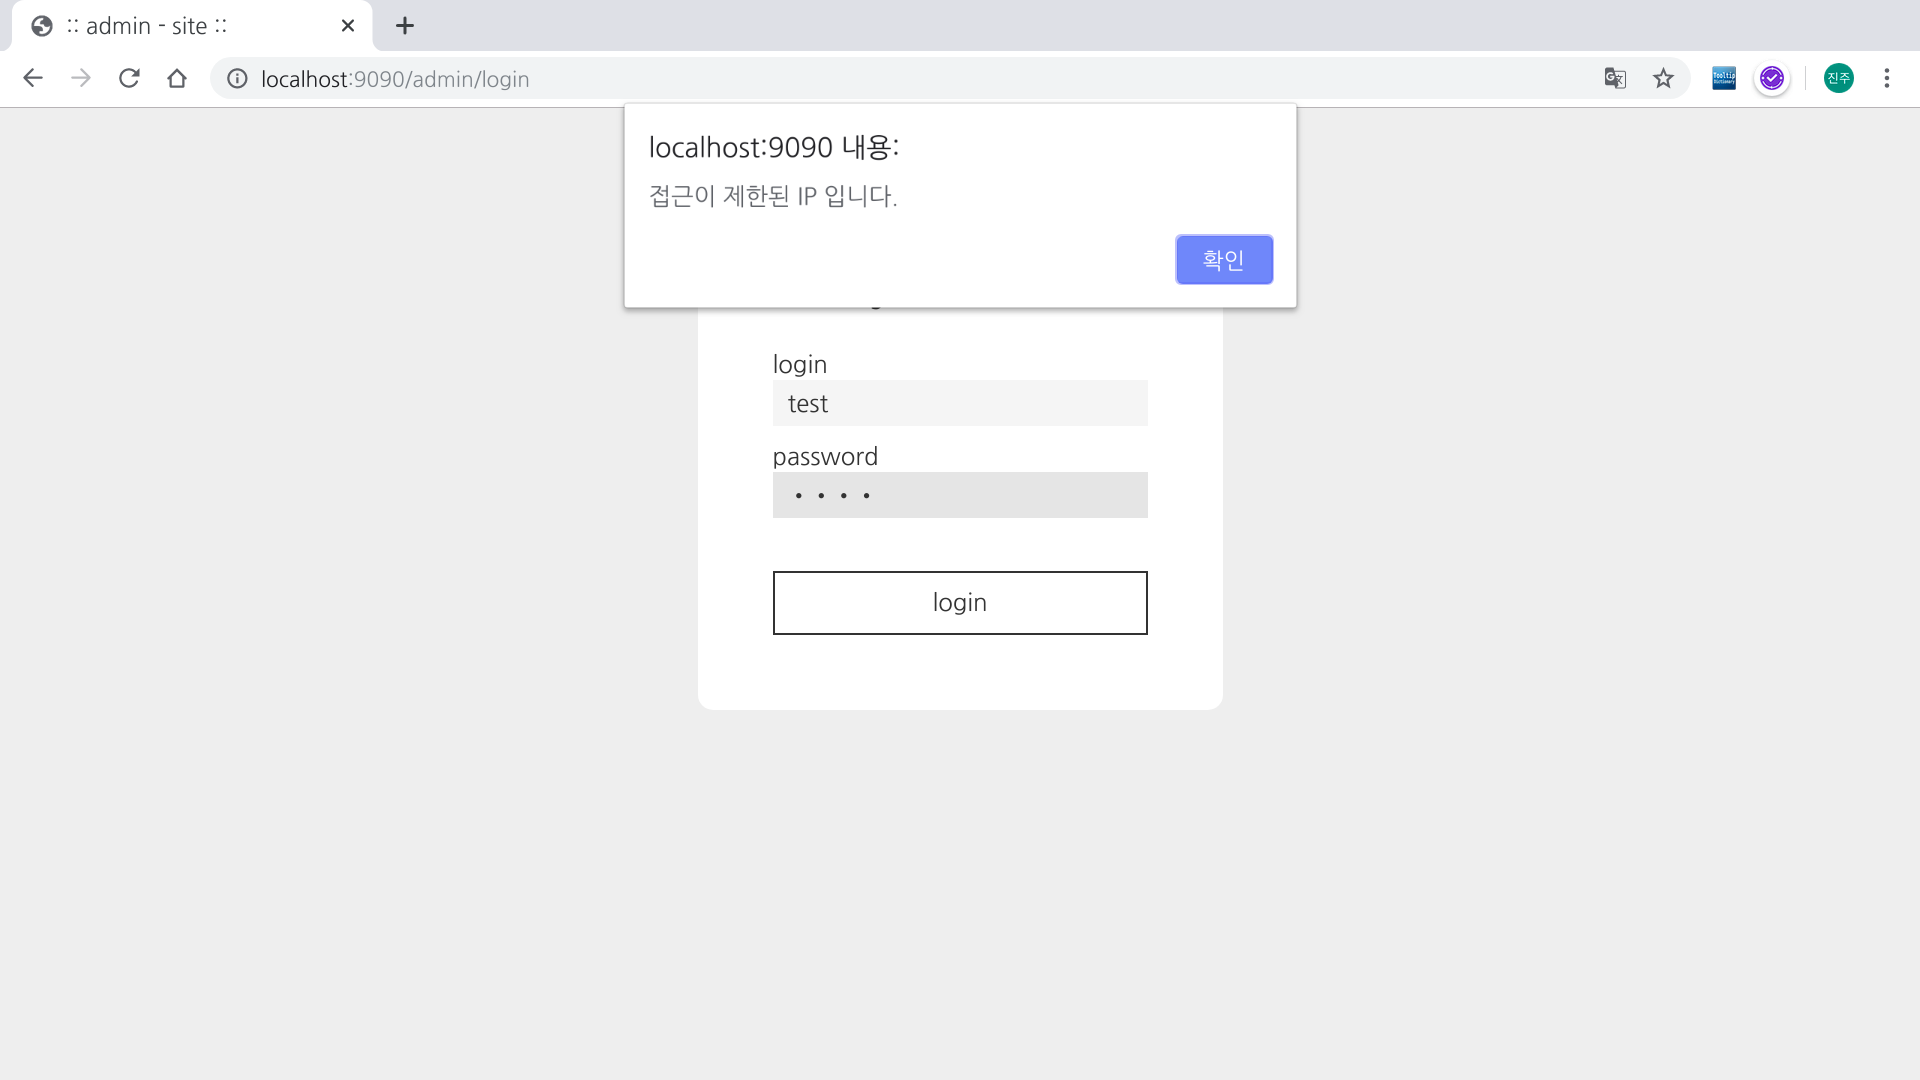 :: admin - site ::
localhost:9090/admin/login
진주
localhost:9090 내용:
접근이 제한된 IP 입니다.
확인
login
test
password
login